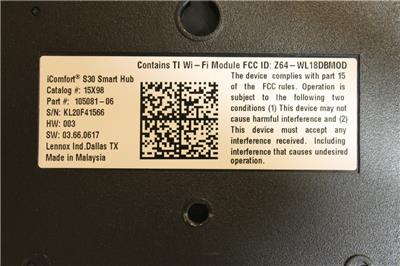 Contains TI Wi-Fi Module FCC ID: Z64-WL18DBMOD
iComfort® S30 Smart Hub
Catalog #: 15X98
Part #: 105081-06
S/N: KL20F41566
HW: 003
SW: 03.66.0617
Lennox Ind.Dallas TX
Made in Malaysia
The device complies with part 15
of the FCC rules. Operation is
subject to the following two
conditions (1) This device may not
cause harmful interference and (2)
This device must accept any
interference received. Including
interference that causes undesired
operation.